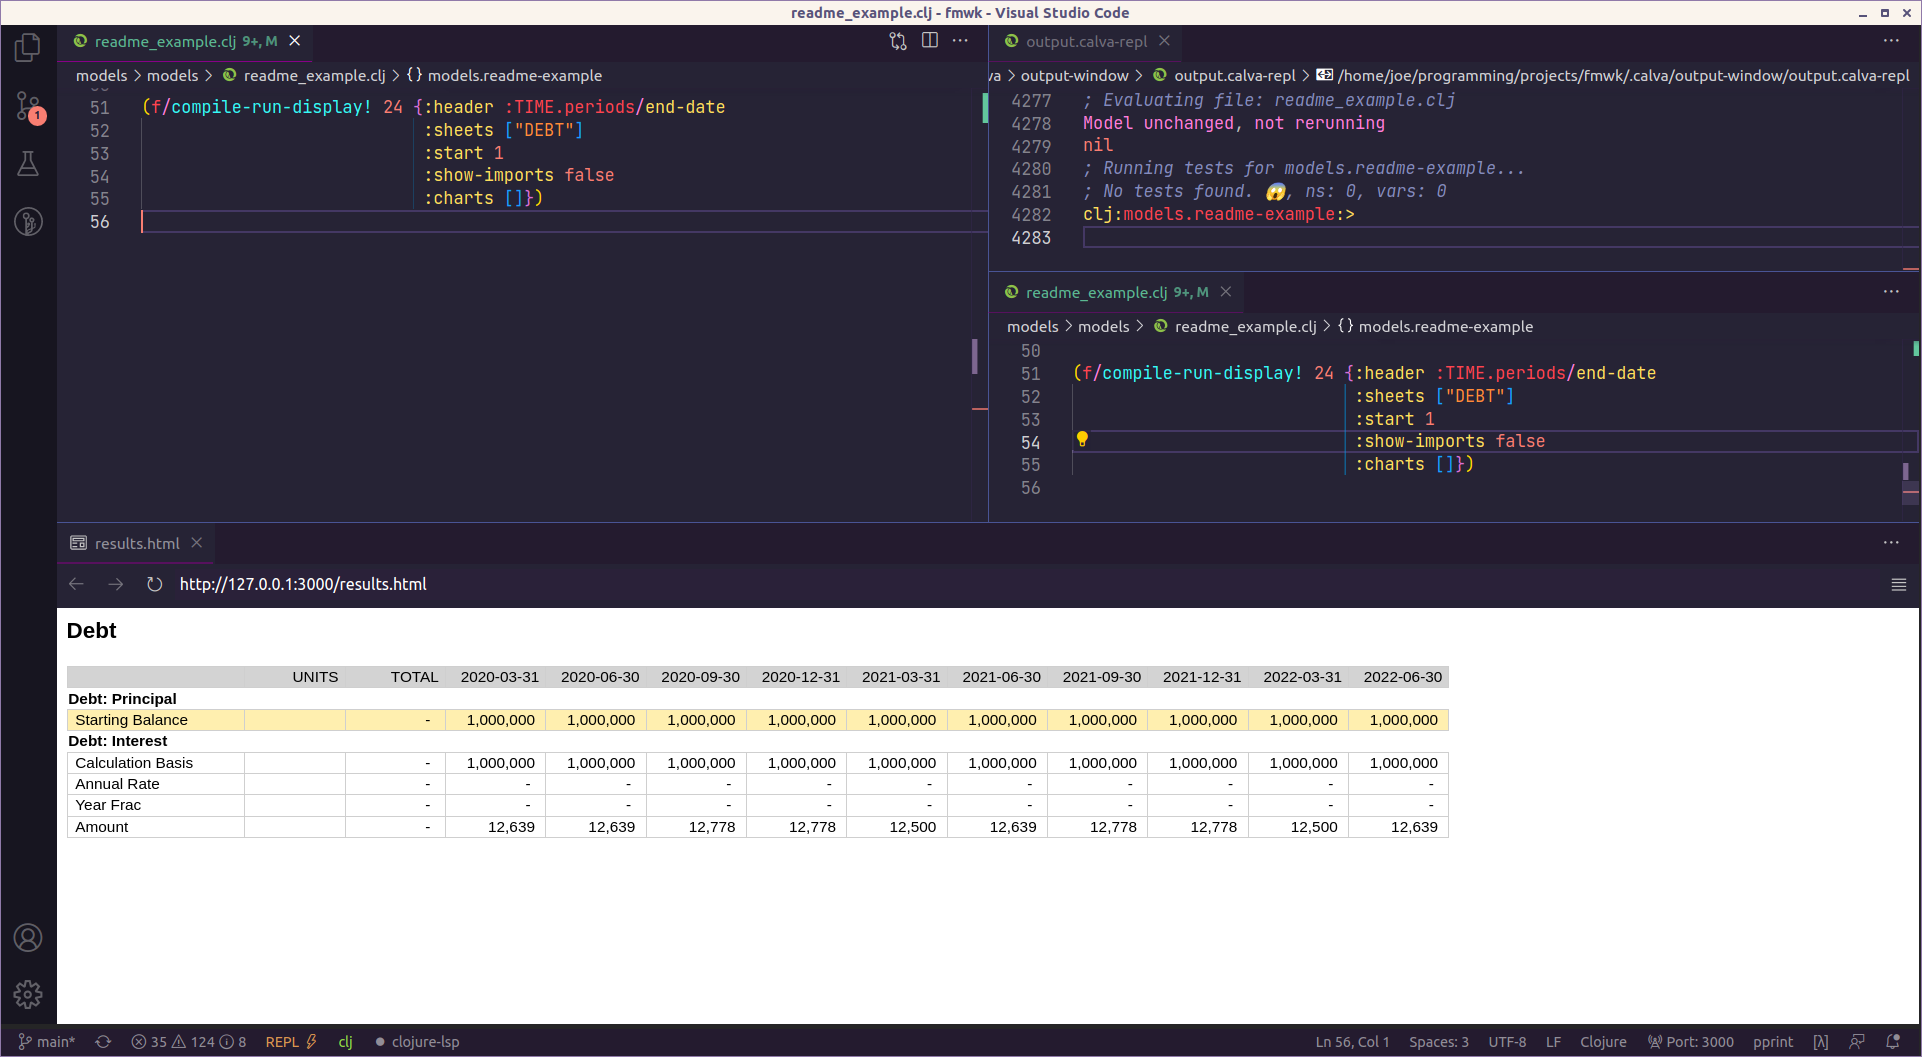 readme_example.clj - fmwk - Visual Studio Code
readme_example.clj 9+, M
models > models > readme_example.clj > {} models.readme-example
51 (f/compile-run-display! 24 {:header :TIME.periods/end-date
52 :sheets ["DEBT"]
53 :start 1
54 :show-imports false
55 :charts []})
56
output.calva-repl
va > output-window > output.calva-repl > /home/joe/programming/projects/fmwk/.calva/output-window/output.calva-repl
4277 ; Evaluating file: readme_example.clj
4278 Model unchanged, not rerunning
4279 nil
4280 ; Running tests for models.readme-example...
4281 ; No tests found. 😱, ns: 0, vars: 0
4282 clj:models.readme-example:>
4283
readme_example.clj 9+, M
models > models > readme_example.clj > {} models.readme-example
50
51 (f/compile-run-display! 24 {:header :TIME.periods/end-date
52 :sheets ["DEBT"]
53 :start 1
54 :show-imports false
55 :charts []})
56
1
results.html
http://127.0.0.1:3000/results.html
Debt
UNITS TOTAL 2020-03-31 2020-06-30 2020-09-30 2020-12-31 2021-03-31 2021-06-30 2021-09-30 2021-12-31 2022-03-31 2022-06-30
Debt: Principal
Starting Balance - 1,000,000 1,000,000 1,000,000 1,000,000 1,000,000 1,000,000 1,000,000 1,000,000 1,000,000 1,000,000
Debt: Interest
Calculation Basis - 1,000,000 1,000,000 1,000,000 1,000,000 1,000,000 1,000,000 1,000,000 1,000,000 1,000,000 1,000,000
Annual Rate - - - - - - - - - - -
Year Frac - - - - - - - - - - -
Amount - 12,639 12,639 12,778 12,778 12,500 12,639 12,778 12,778 12,500 12,639
main* 35 124 8 REPL clj clojure-lsp Ln 56, Col 1 Spaces: 3 UTF-8 LF Clojure Port: 3000 pprint [λ]